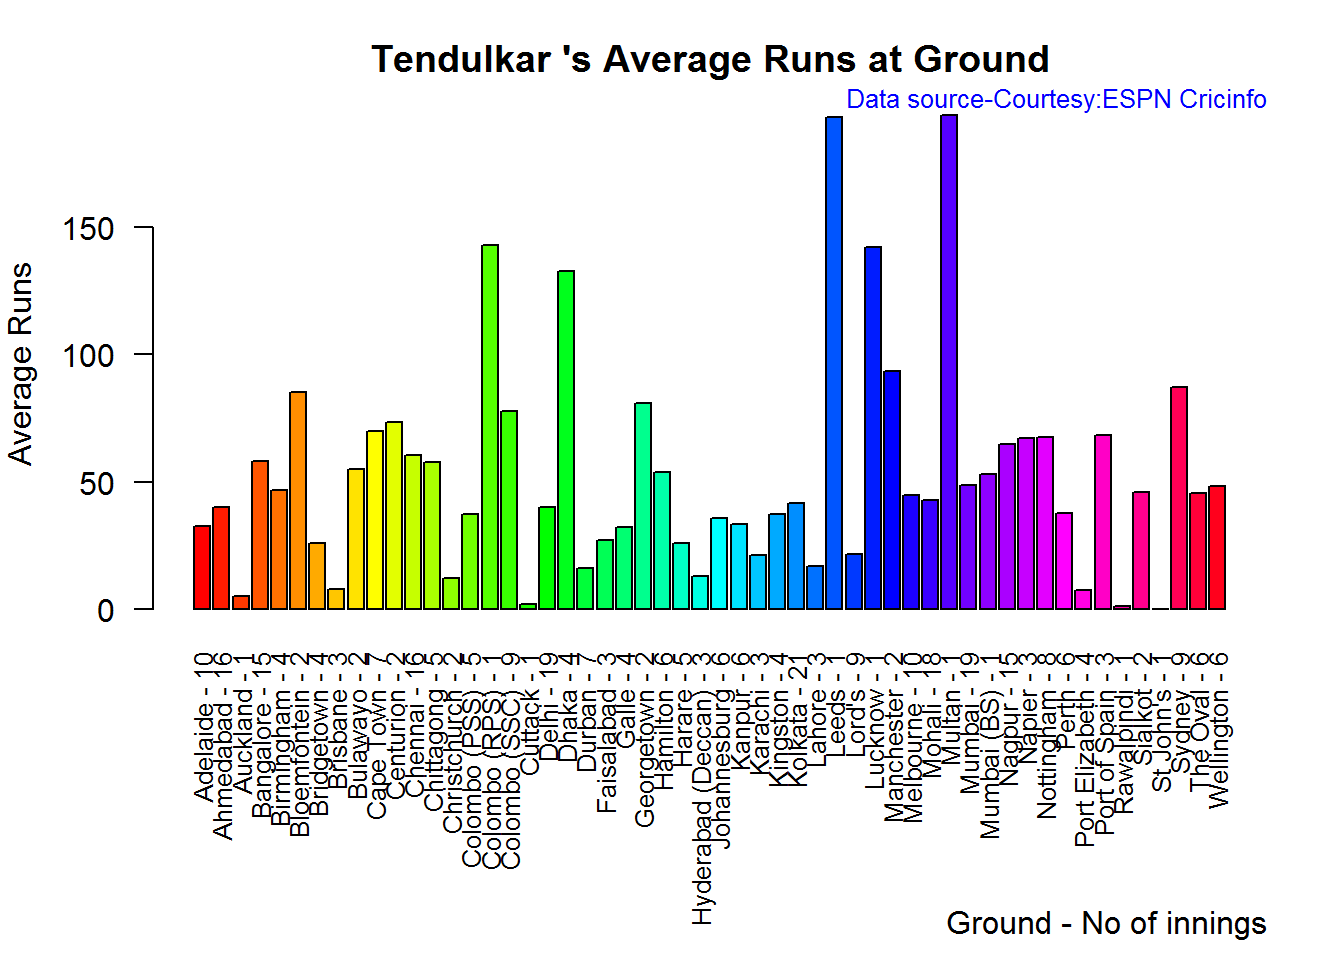 Tendulkar 's Average Runs at Ground
Data source-Courtesy:ESPN Cricinfo
Average Runs
150
100
50
0
Adelaide - 10
Ahmedabad - 16
Auckland - 1
Bangalore - 15
Birmingham - 4
Bloemfontein - 2
Bridgetown - 4
Brisbane - 3
Bulawayo - 2
Cape Town - 7
Centurion - 2
Chennai - 16
Chittagong - 5
Christchurch - 2
Colombo (PSS) - 5
Colombo (RPS) - 1
Colombo (SSC) - 9
Cuttack - 1
Delhi - 19
Dhaka - 4
Durban - 7
Faisalabad - 3
Galle - 4
Georgetown - 2
Hamilton - 6
Harare - 5
Hyderabad (Deccan) - 3
Johannesburg - 6
Kanpur - 6
Karachi - 3
Kingston - 4
Kolkata - 21
Lahore - 3
Leeds - 1
Lord's - 9
Lucknow - 1
Manchester - 2
Melbourne - 10
Mohali - 18
Multan - 1
Mumbai - 19
Mumbai (BS) - 1
Nagpur - 15
Napier - 3
Nottingham - 8
Perth - 6
Port Elizabeth - 4
Port of Spain - 3
Rawalpindi - 1
Sialkot - 2
St John's - 1
Sydney - 9
The Oval - 6
Wellington - 6
Ground - No of innings